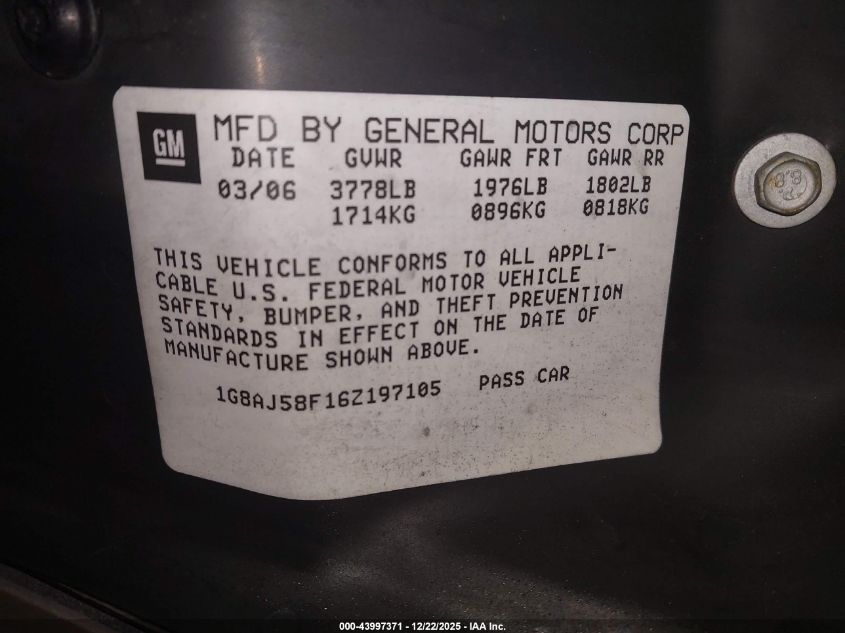 GM MFD BY GENERAL MOTORS CORP
DATE GVWR GAWR FRT GAWR RR
03/06 3778LB 1976LB 1802LB
1714KG 0896KG 0818KG
THIS VEHICLE CONFORMS TO ALL APPLI-
CABLE U.S. FEDERAL MOTOR VEHICLE
SAFETY, BUMPER, AND THEFT PREVENTION
STANDARDS IN EFFECT ON THE DATE OF
MANUFACTURE SHOWN ABOVE.
1G8AJ58F16Z197105 PASS CAR
8.8
000-43997371 - 12/22/2025 - IAA Inc.